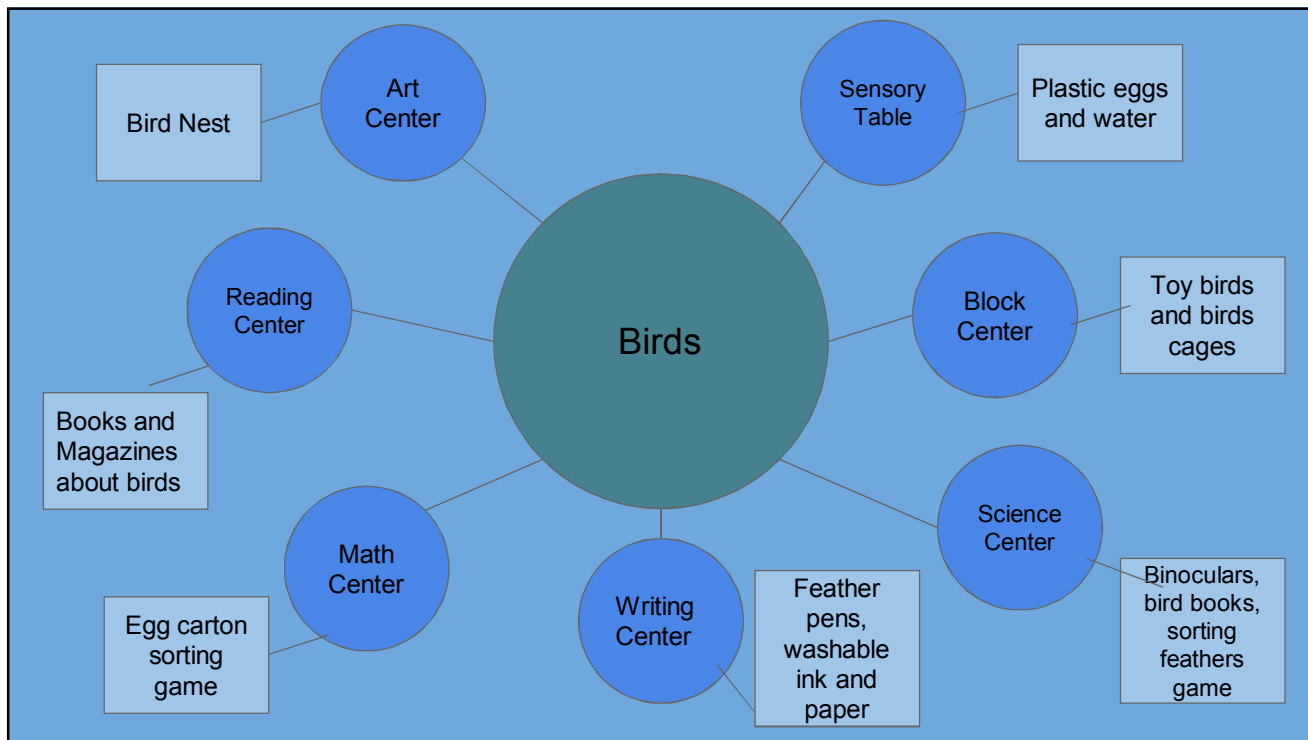 Bird Nest
Art
Center
Sensory
Table
Plastic eggs
and water
Reading
Center
Birds
Block
Center
Toy birds
and birds
cages
Books and
Magazines
about birds
Math
Center
Egg carton
sorting
game
Writing
Center
Feather
pens,
washable
ink and
paper
Science
Center
Binoculars,
bird books,
sorting
feathers
game